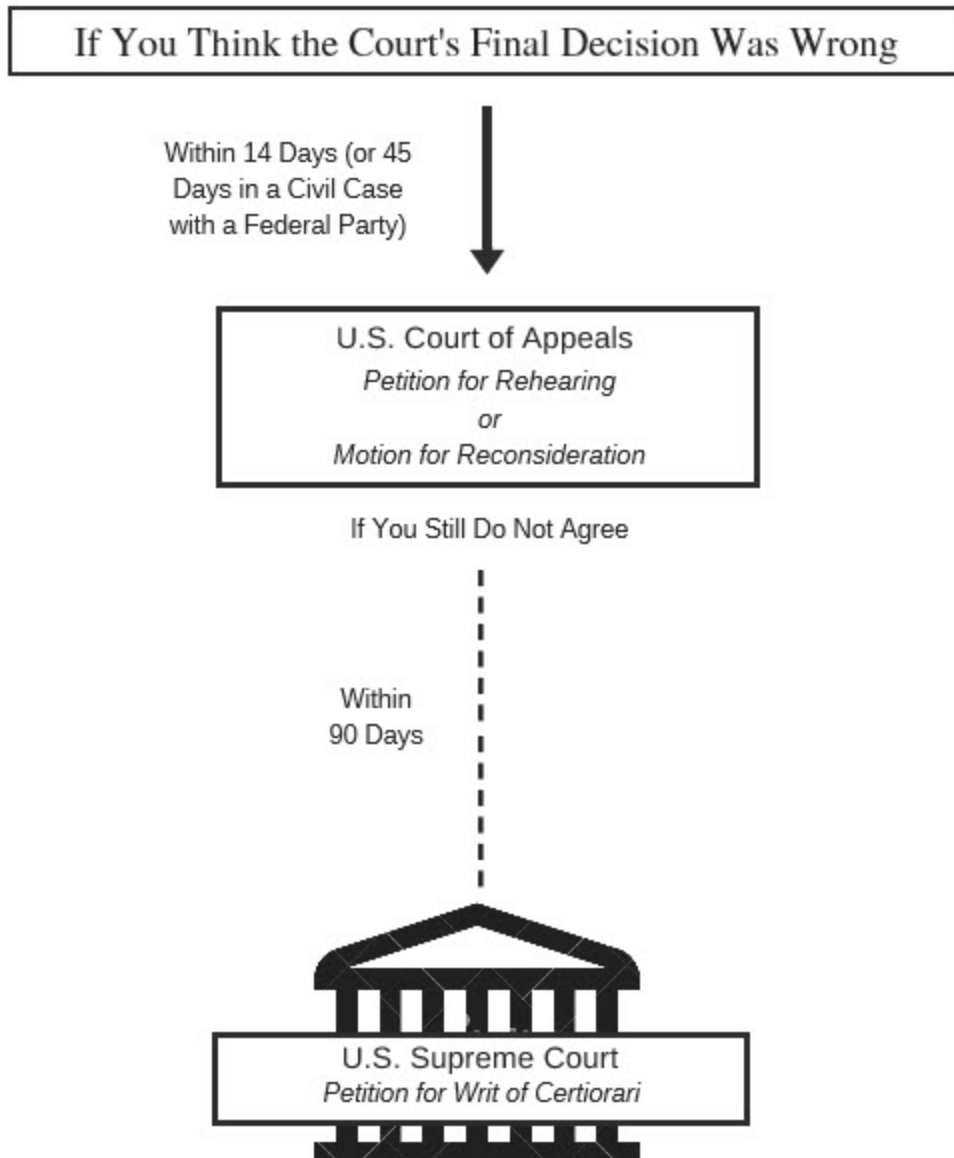 If You Think the Court's Final Decision Was Wrong
Within 14 Days (or 45
Days in a Civil Case
with a Federal Party)
U.S. Court of Appeals
Petition for Rehearing
or
Motion for Reconsideration
If You Still Do Not Agree
Within
90 Days
U.S. Supreme Court
Petition for Writ of Certiorari